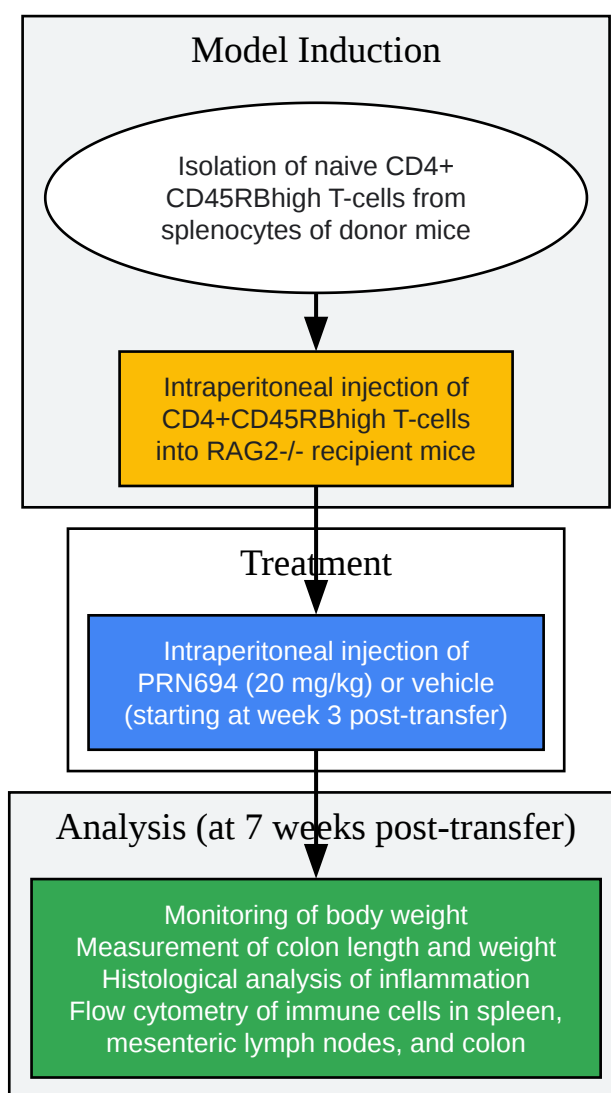 Model Induction
Isolation of naive CD4+
CD45RBhigh T-cells from
splenocytes of donor mice
Intraperitoneal injection of
CD4+CD45RBhigh T-cells
into RAG2-/- recipient mice
Treatment
Intraperitoneal injection of
PRN694 (20 mg/kg) or vehicle
(starting at week 3 post-transfer)
Analysis (at 7 weeks post-transfer)
Monitoring of body weight
Measurement of colon length and weight
Histological analysis of inflammation
Flow cytometry of immune cells in spleen,
mesenteric lymph nodes, and colon